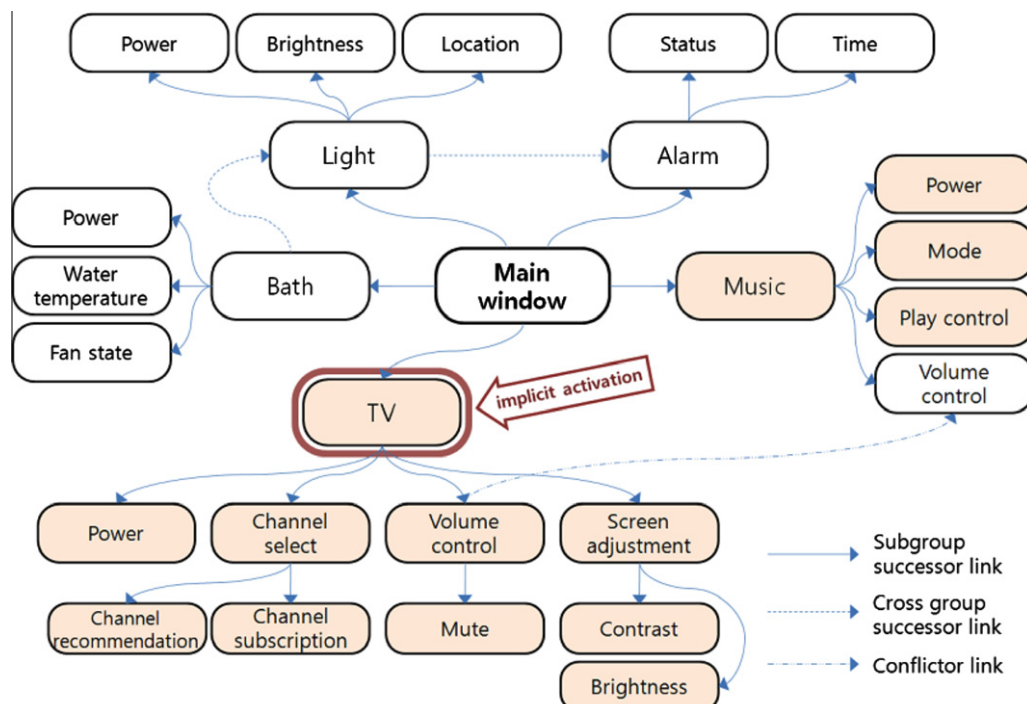 Power
Brightness
Location
Status
Time
Light
Alarm
Power
Water
temperature
Fan state
Bath
Main
window
Music
Power
Mode
Play control
Volume
control
TV
implicit activation
Power
Channel
select
Volume
control
Screen
adjustment
Channel
recommendation
Channel
subscription
Mute
Contrast
Brightness
Subgroup
successor link
Cross group
successor link
Conflictor link